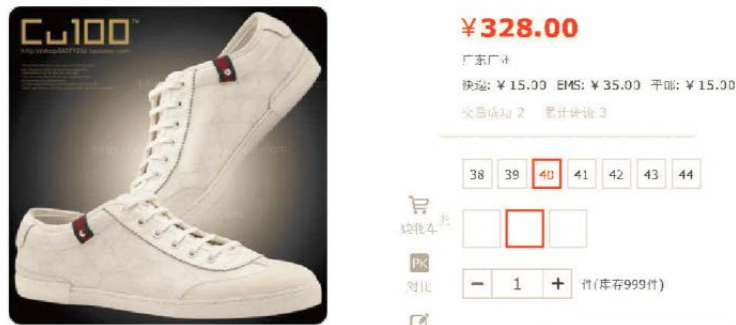 Cu100™
¥328.00
广东广州
快递: ¥15.00 EMS: ¥35.00 平邮: ¥15.00
交易成功 2 累计评论 3
38 39 40 41 42 43 44
购物车
PK
对比
− 1 + 件(库存999件)